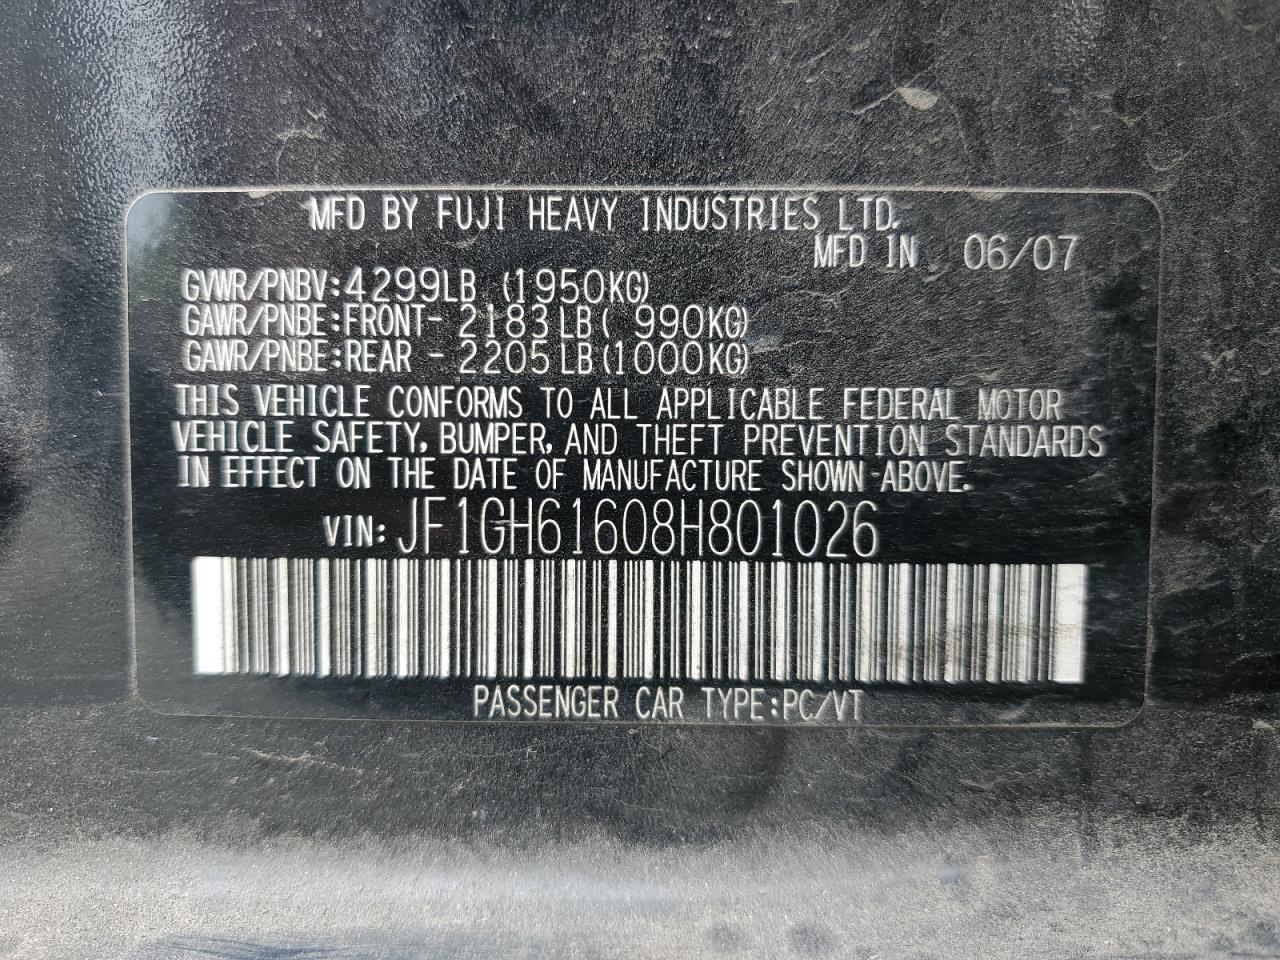 MFD BY FUJI HEAVY INDUSTRIES LTD.
MFD IN 06/07
GVWR/PNBV:4299LB (1950KG)
GAWR/PNBE:FRONT- 2183LB( 990KG)
GAWR/PNBE:REAR - 2205LB(1000KG)
THIS VEHICLE CONFORMS TO ALL APPLICABLE FEDERAL MOTOR
VEHICLE SAFETY, BUMPER, AND THEFT PREVENTION STANDARDS
IN EFFECT ON THE DATE OF MANUFACTURE SHOWN ABOVE.
VIN: JF1GH61608H801026
PASSENGER CAR TYPE:PC/VT